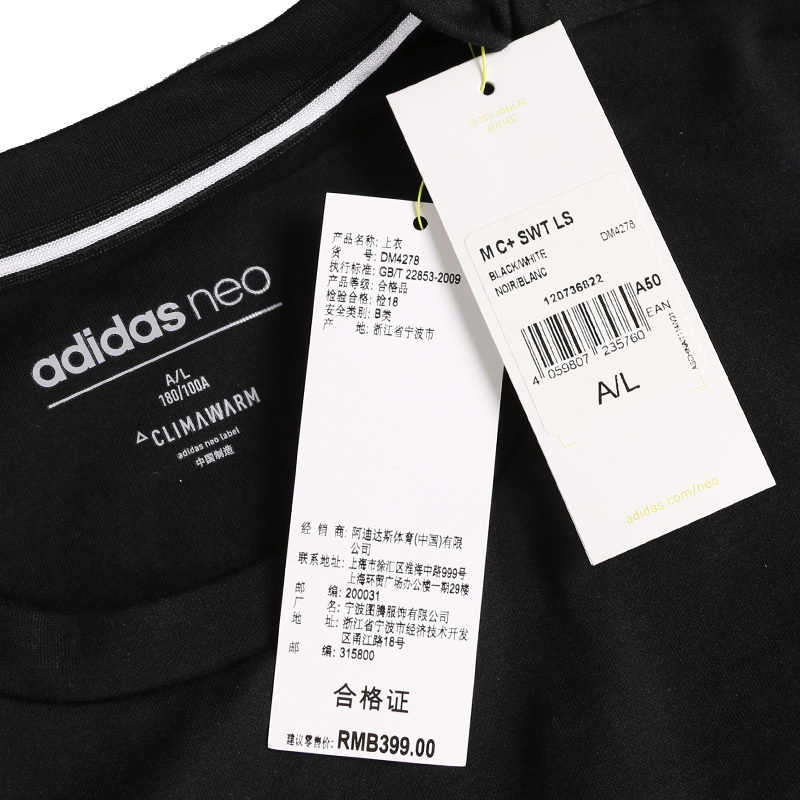 adidas neo
A/L
180/100A
CLIMAWARM
adidas neo label
中国制造
产品名称: 上衣
货 号: DM4278
执行标准: GB/T 22853-2009
产品等级: 合格品
检验合格: 检18
安全类别: B类
产 地: 浙江省宁波市
经 销 商: 阿迪达斯体育(中国)有限
公司
联系地址: 上海市徐汇区淮海中路999号
上海环贸广场办公楼一期29楼
邮 编: 200031
厂 名: 宁波图腾服饰有限公司
地 址: 浙江省宁波市经济技术开发
区甬江路18号
邮 编: 315800
合格证
建议零售价: RMB399.00
M C+ SWT LS
DM4278
BLACK/WHITE
NOIR/BLANC
120736822
A50
EAN
4 059807 235760
A/L
adidas.com/neo